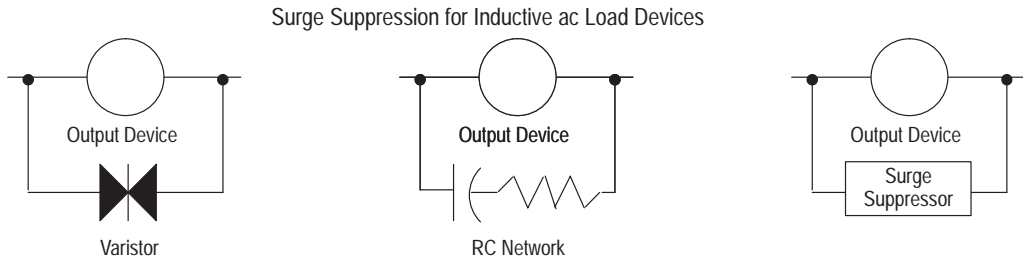 Surge Suppression for Inductive ac Load Devices
Output Device
Output Device
Output Device
Surge
Suppressor
Varistor
RC Network